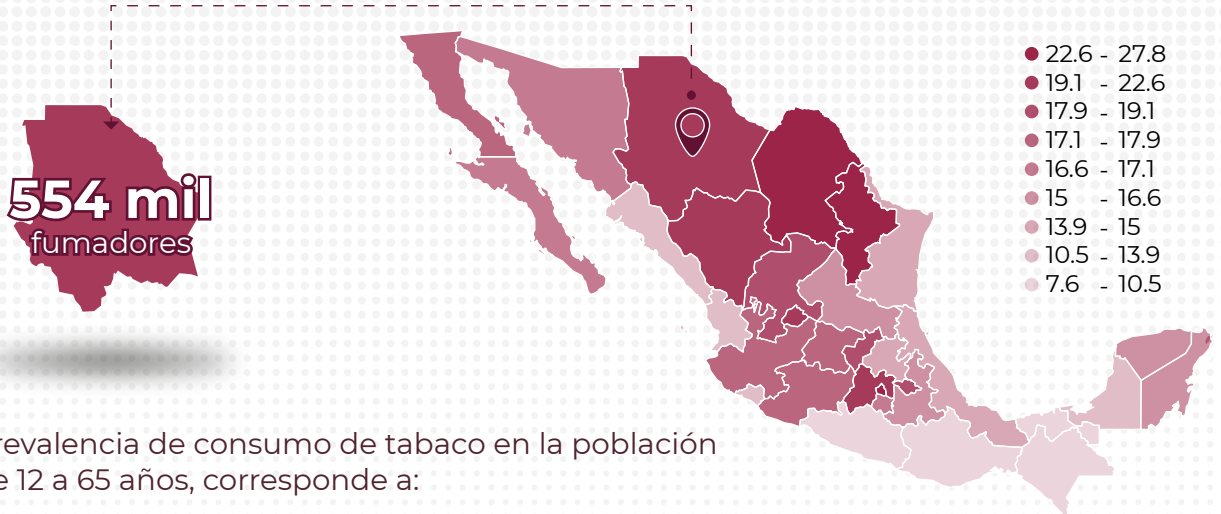 554 mil
fumadores
22.6 - 27.8
19.1 - 22.6
17.9 - 19.1
17.1 - 17.9
16.6 - 17.1
15 - 16.6
13.9 - 15
10.5 - 13.9
7.6 - 10.5
revalencia de consumo de tabaco en la población
e 12 a 65 años, corresponde a: